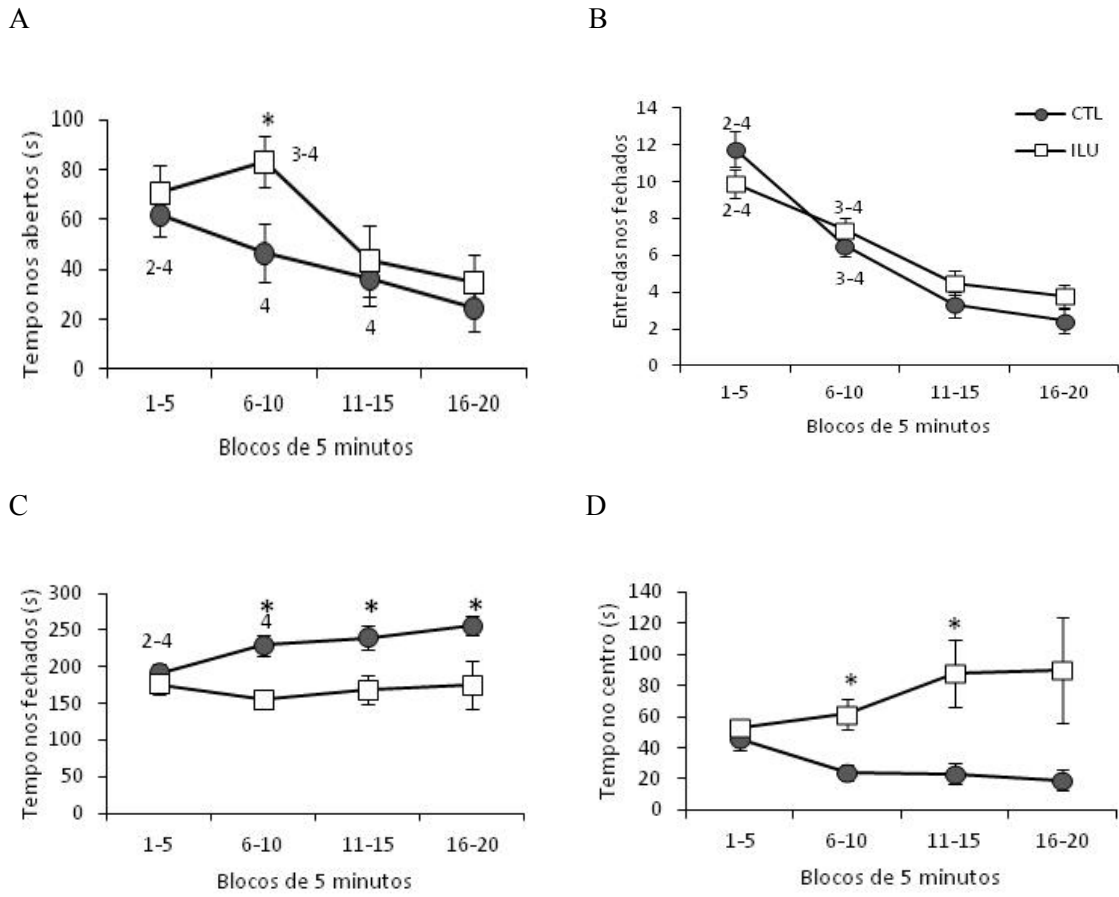 A
B
Tempo nos abertos (s)
100
80
60
40
20
0
*
3-4
2-4
4
4
1-5 6-10 11-15 16-20
Blocos de 5 minutos
Entredas nos fechados
14
12
10
8
6
4
2
0
2-4
2-4
3-4
3-4
CTL
ILU
1-5 6-10 11-15 16-20
Blocos de 5 minutos
C
D
Tempo nos fechados (s)
300
250
200
150
100
50
0
2-4
* * *
4
1-5 6-10 11-15 16-20
Blocos de 5 minutos
Tempo no centro (s)
140
120
100
80
60
40
20
0
*
*
1-5 6-10 11-15 16-20
Blocos de 5 minutos